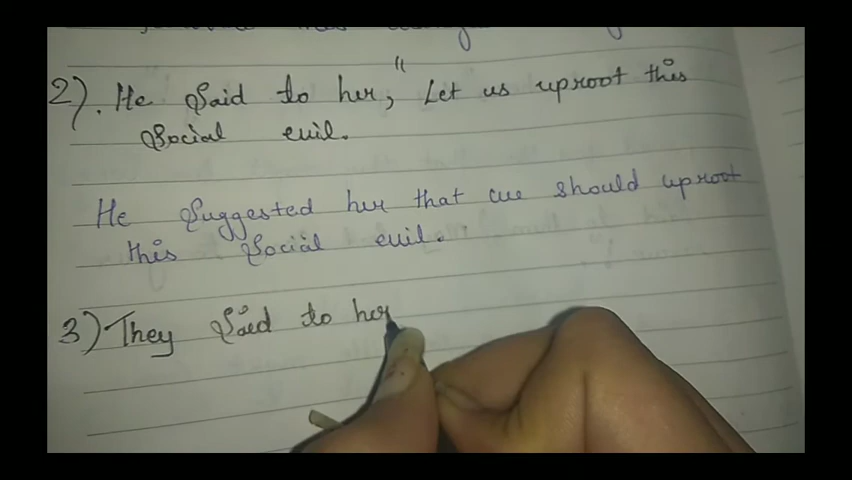 2). He said to her, " Let us uproot this
social evil.
He suggested her that we should uproot
this social evil.
3) They Said to her